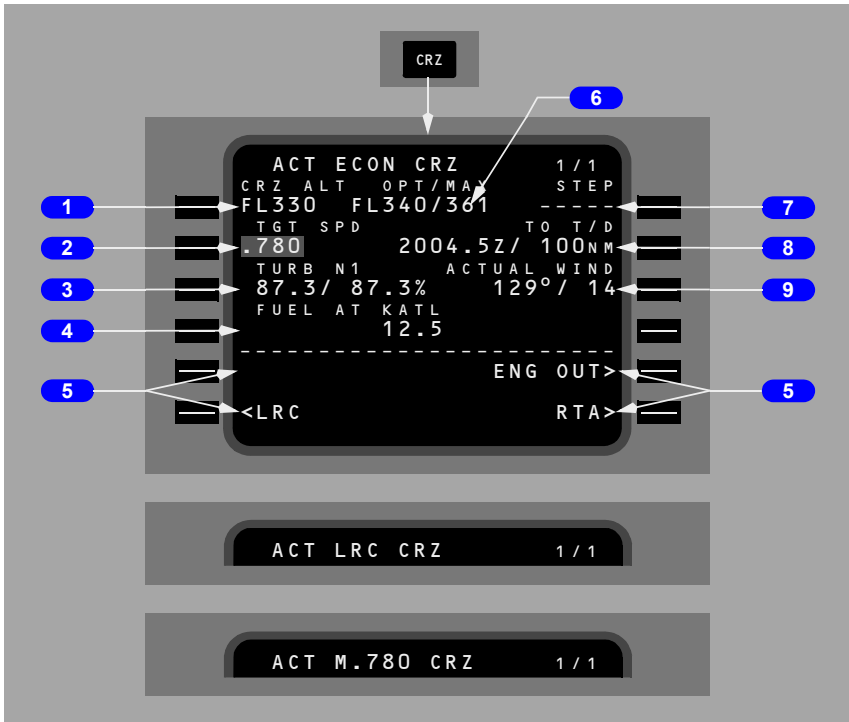 CRZ
6
ACT ECON CRZ 1/1
CRZ ALT OPT/MAX STEP
1 FL330 FL340/361 ----- 7
TGT SPD TO T/D
2 .780 2004.5Z/ 100NM 8
TURB N1 ACTUAL WIND
3 87.3/ 87.3% 129°/ 14 9
FUEL AT KATL
4 12.5
------------------------
ENG OUT>
5 5
<LRC RTA>
ACT LRC CRZ 1/1
ACT M.780 CRZ 1/1